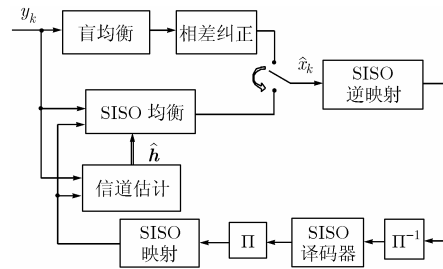 y_k
盲均衡
相差纠正
x̂_k
SISO
逆映射
SISO 均衡
ĥ
信道估计
SISO
映射
Π
SISO
译码器
Π⁻¹